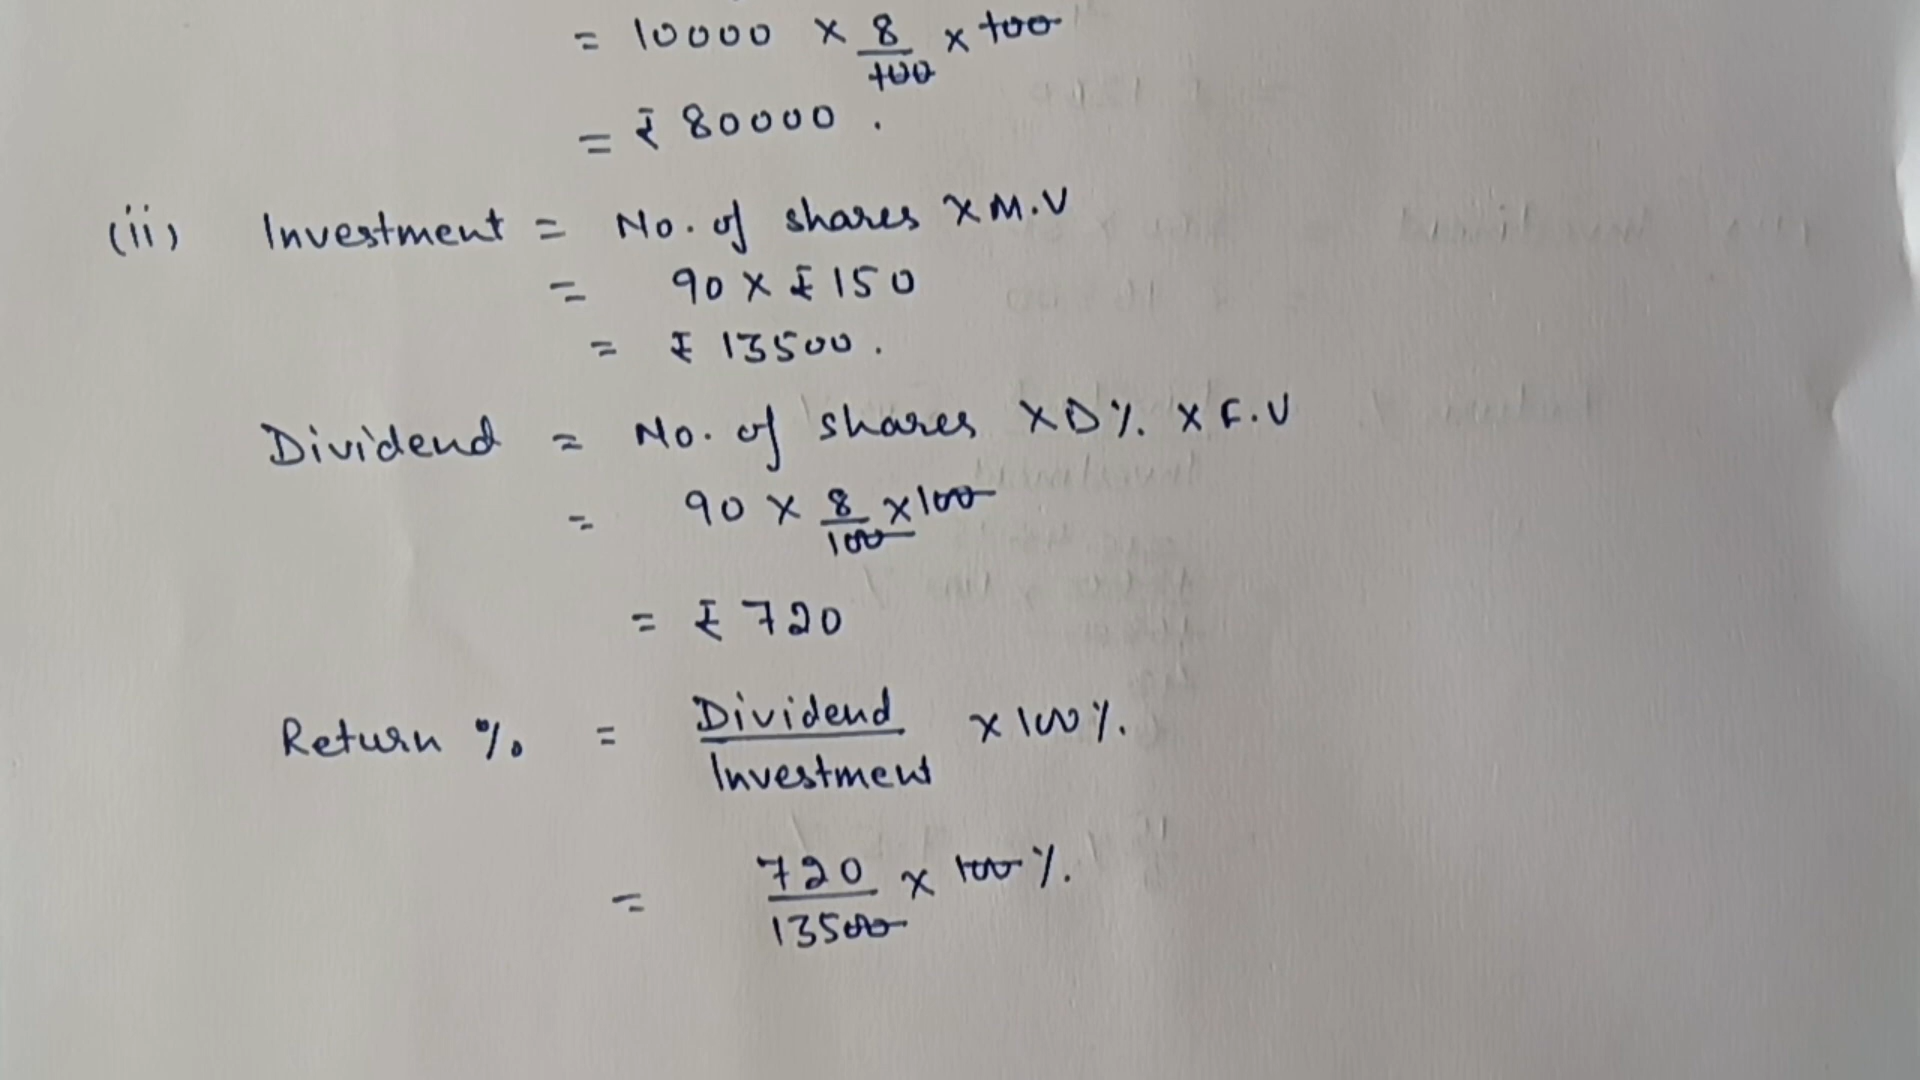 = 10000 × 8/100 × 100
= ₹ 80000 .
(ii) Investment = No. of shares × M.V
= 90 × ₹ 150
= ₹ 13500 .
Dividend = No. of shares × D% × F.V
= 90 × 8/100 × 100
= ₹ 720
Return % = Dividend/Investment × 100%.
= 720/13500 × 100%.